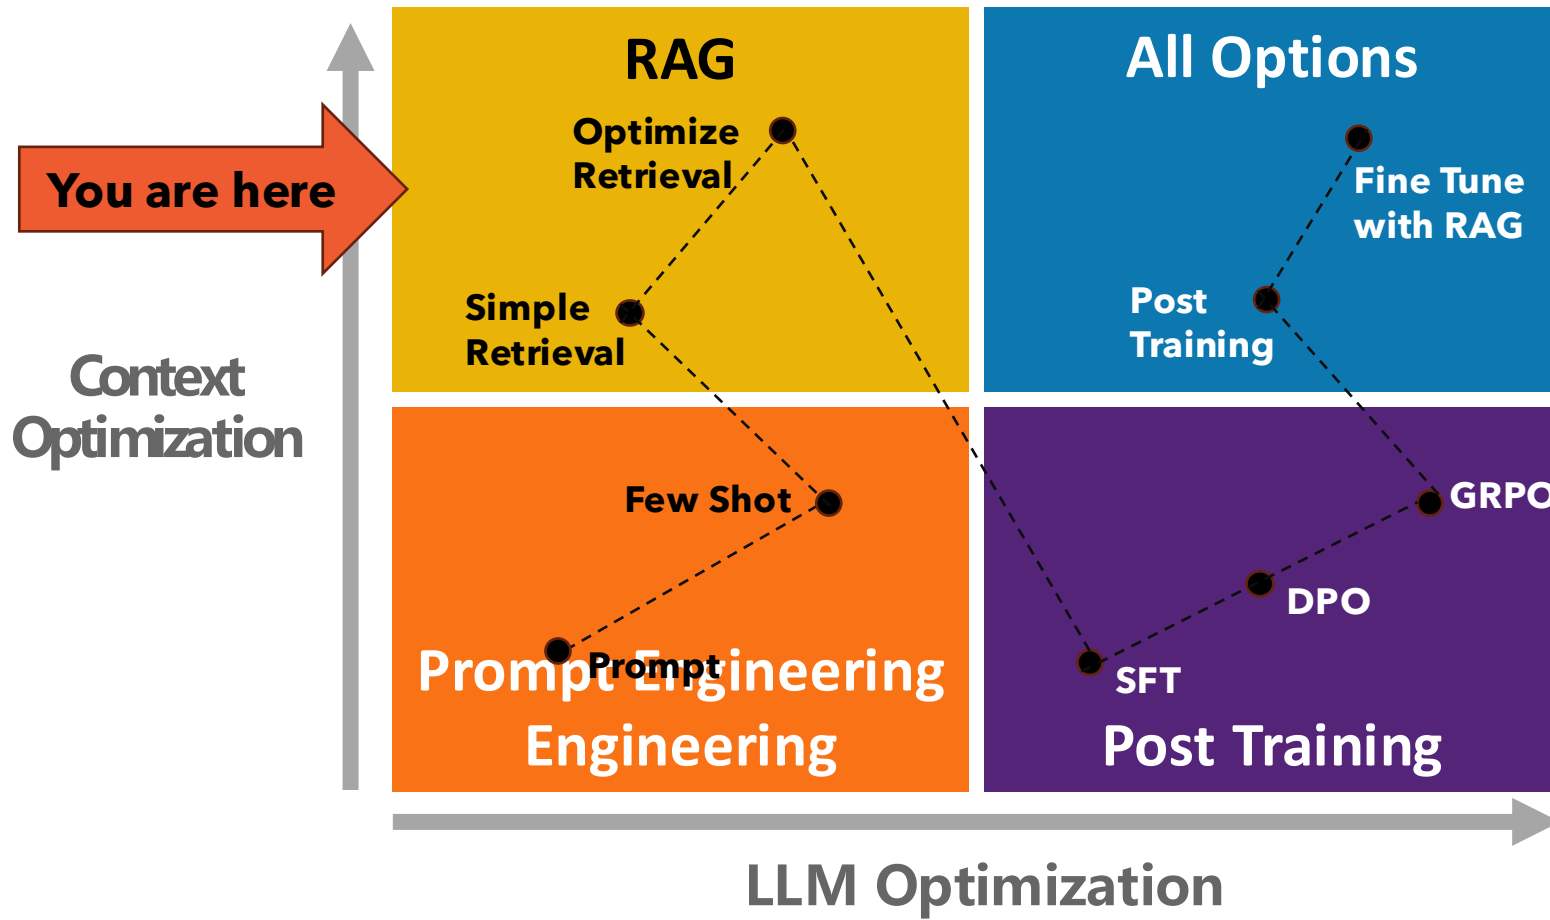 RAG
All Options
Optimize
Retrieval
Fine Tune
with RAG
You are here
Simple
Retrieval
Post
Training
Context
Optimization
Few Shot
GRPO
DPO
Prompt
Prompt Engineering
Engineering
SFT
Post Training
LLM Optimization